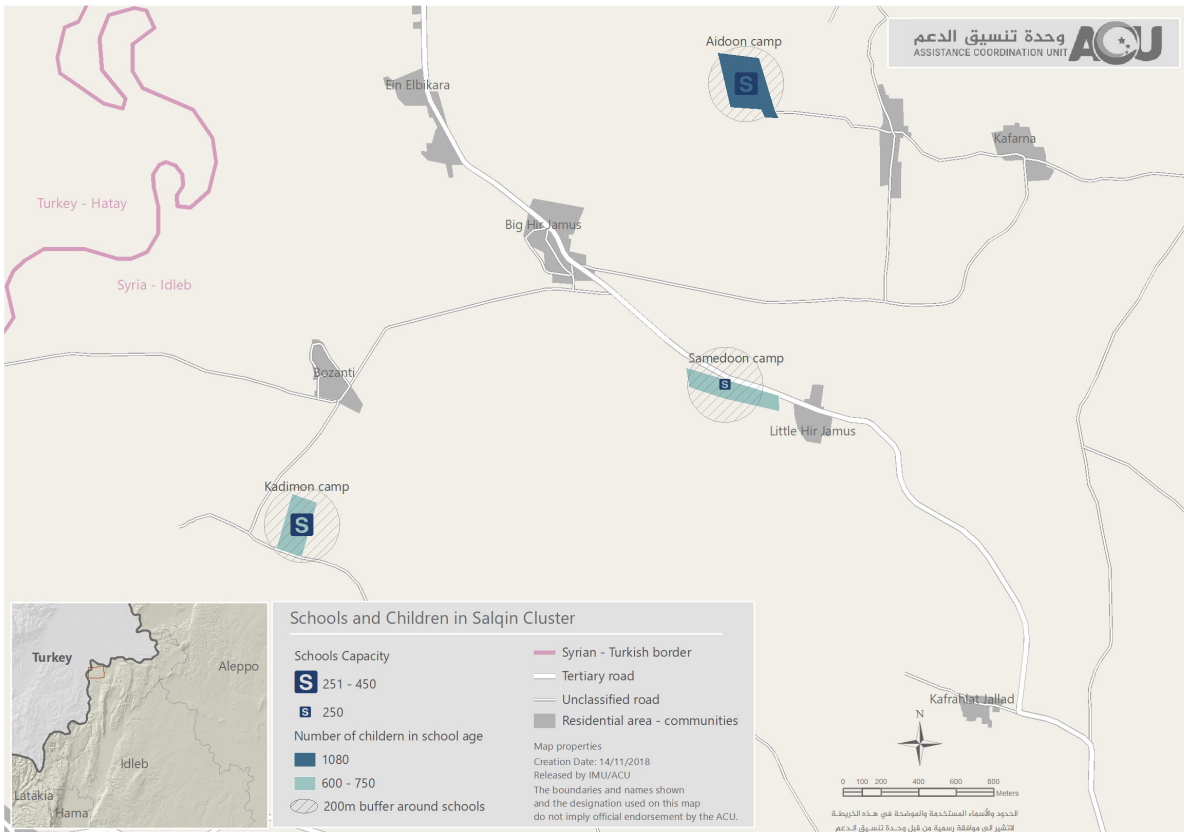 وحدة تنسيق الدعم
ASSISTANCE COORDINATION UNIT
ACU
Aidoon camp
S
Ein Elbikara
Kafarna
Turkey - Hatay
Big Hir Jamus
Syria - Idleb
Samedoon camp
S
Bozanti
Little Hir Jamus
Kadimon camp
S
Kafrahlat Jallad
Turkey
Aleppo
Idleb
Latakia
Hama
Schools and Children in Salqin Cluster
Schools Capacity
S 251 - 450
S 250
Number of childern in school age
1080
600 - 750
200m buffer around schools
Syrian - Turkish border
Tertiary road
Unclassified road
Residential area - communities
Map properties
Creation Date: 14/11/2018
Released by IMU/ACU
The boundaries and names shown
and the designation used on this map
do not imply official endorsement by the ACU.
N
0 100 200 400 600 800
Meters
الحدود والأسماء المستخدمة والموضحة في هذه الخريطة
لاتشير الى موافقة رسمية من قبل وحدة تنسيق الدعم